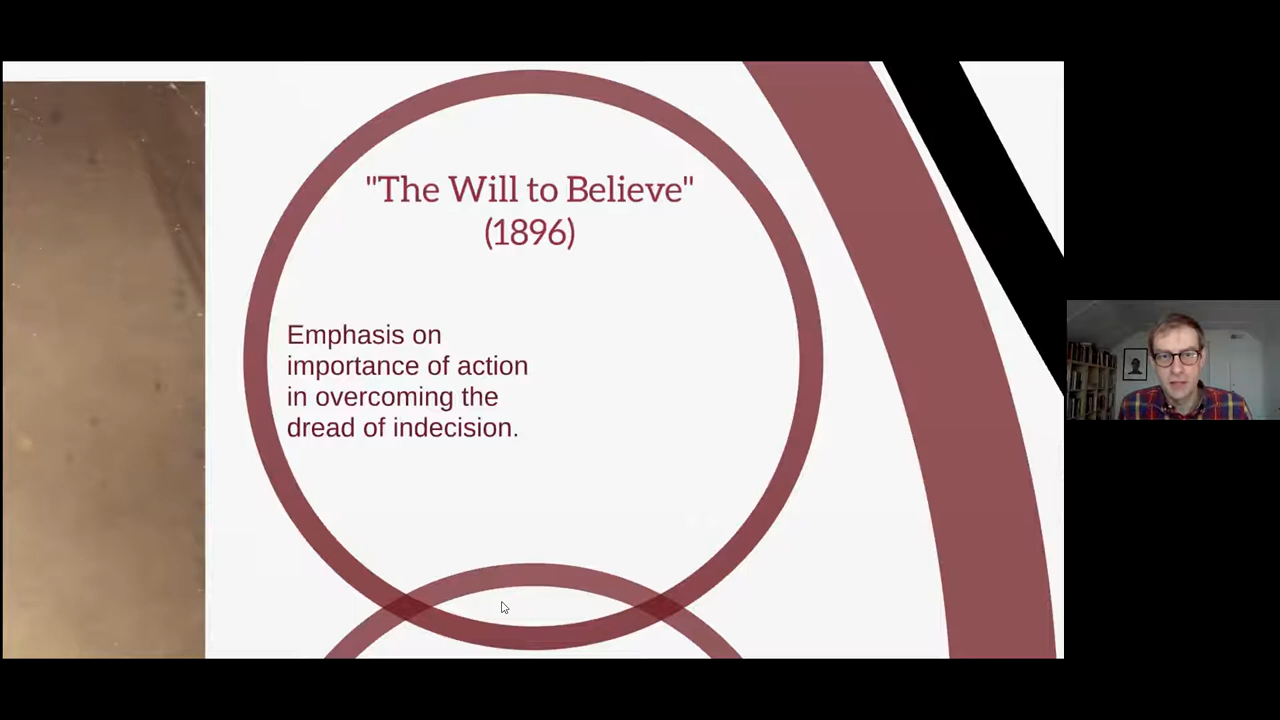 "The Will to Believe"
(1896)
Emphasis on
importance of action
in overcoming the
dread of indecision.